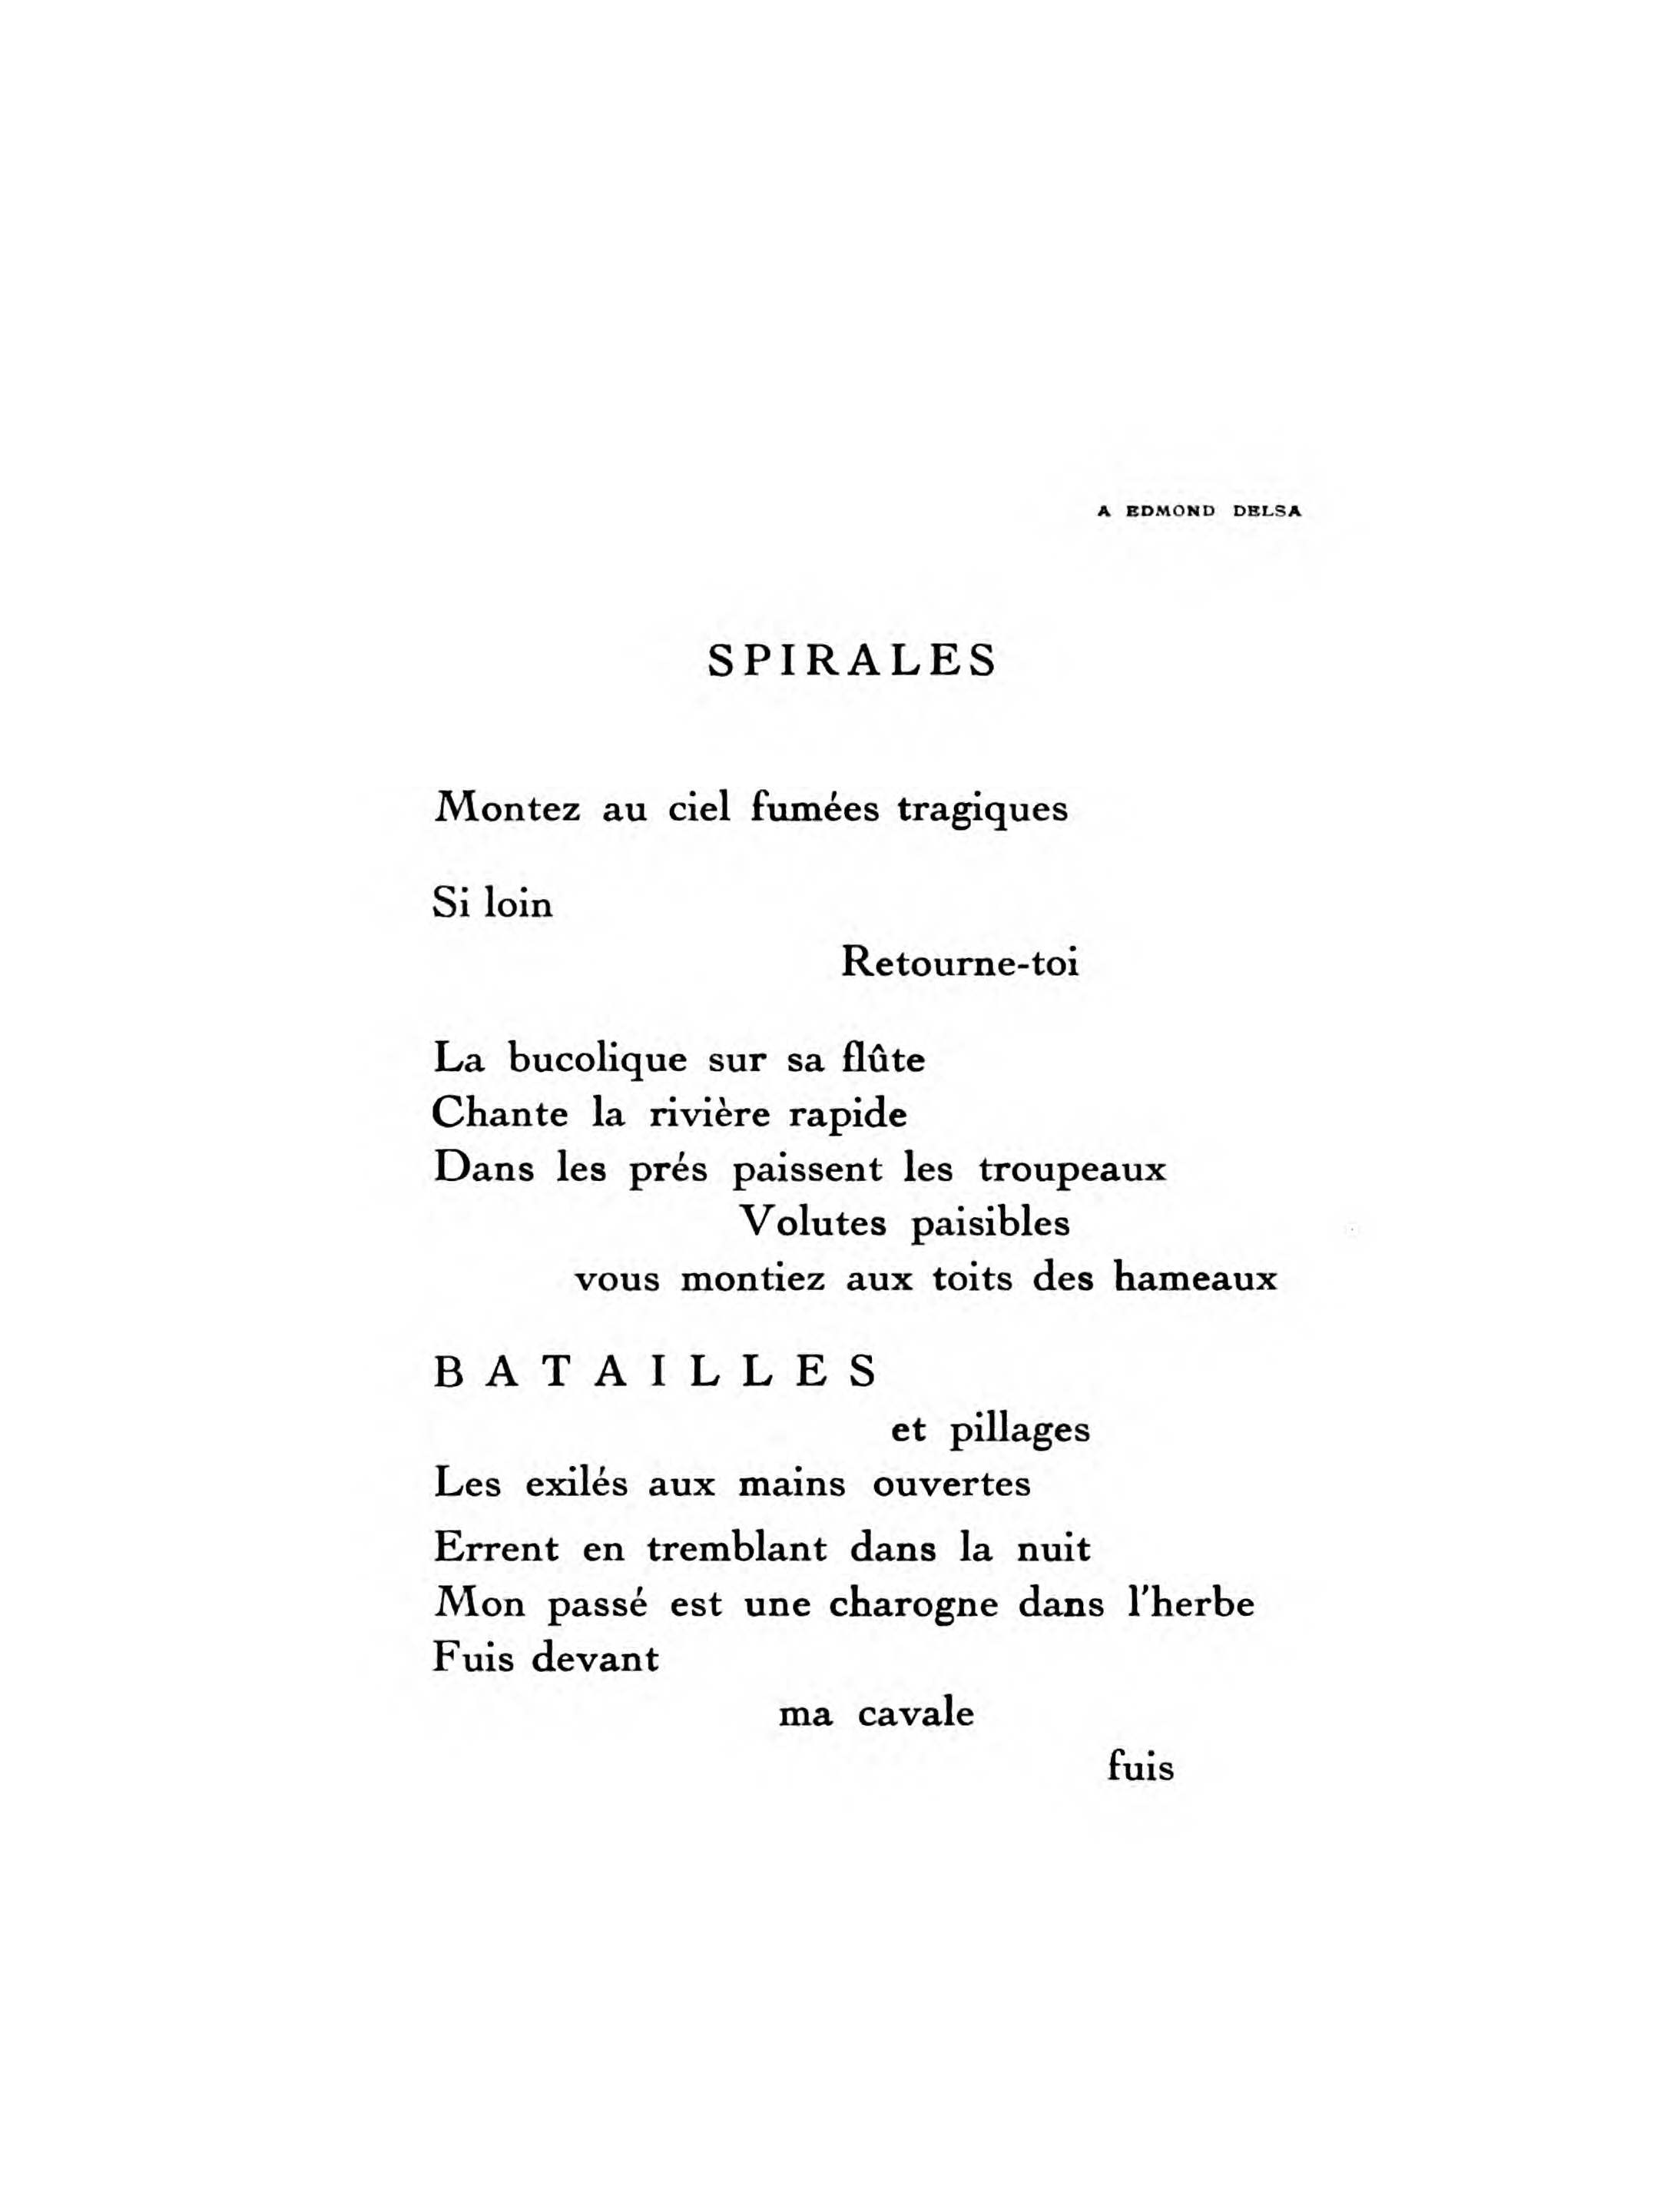 A EDMOND DELSA
SPIRALES
Montez au ciel fumées tragiques
Si loin
Retourne-toi
La bucolique sur sa flûte
Chante la rivière rapide
Dans les prés paissent les troupeaux
Volutes paisibles
vous montiez aux toits des hameaux
BATAILLES
et pillages
Les exilés aux mains ouvertes
Errent en tremblant dans la nuit
Mon passé est une charogne dans l'herbe
Fuis devant
ma cavale
fuis